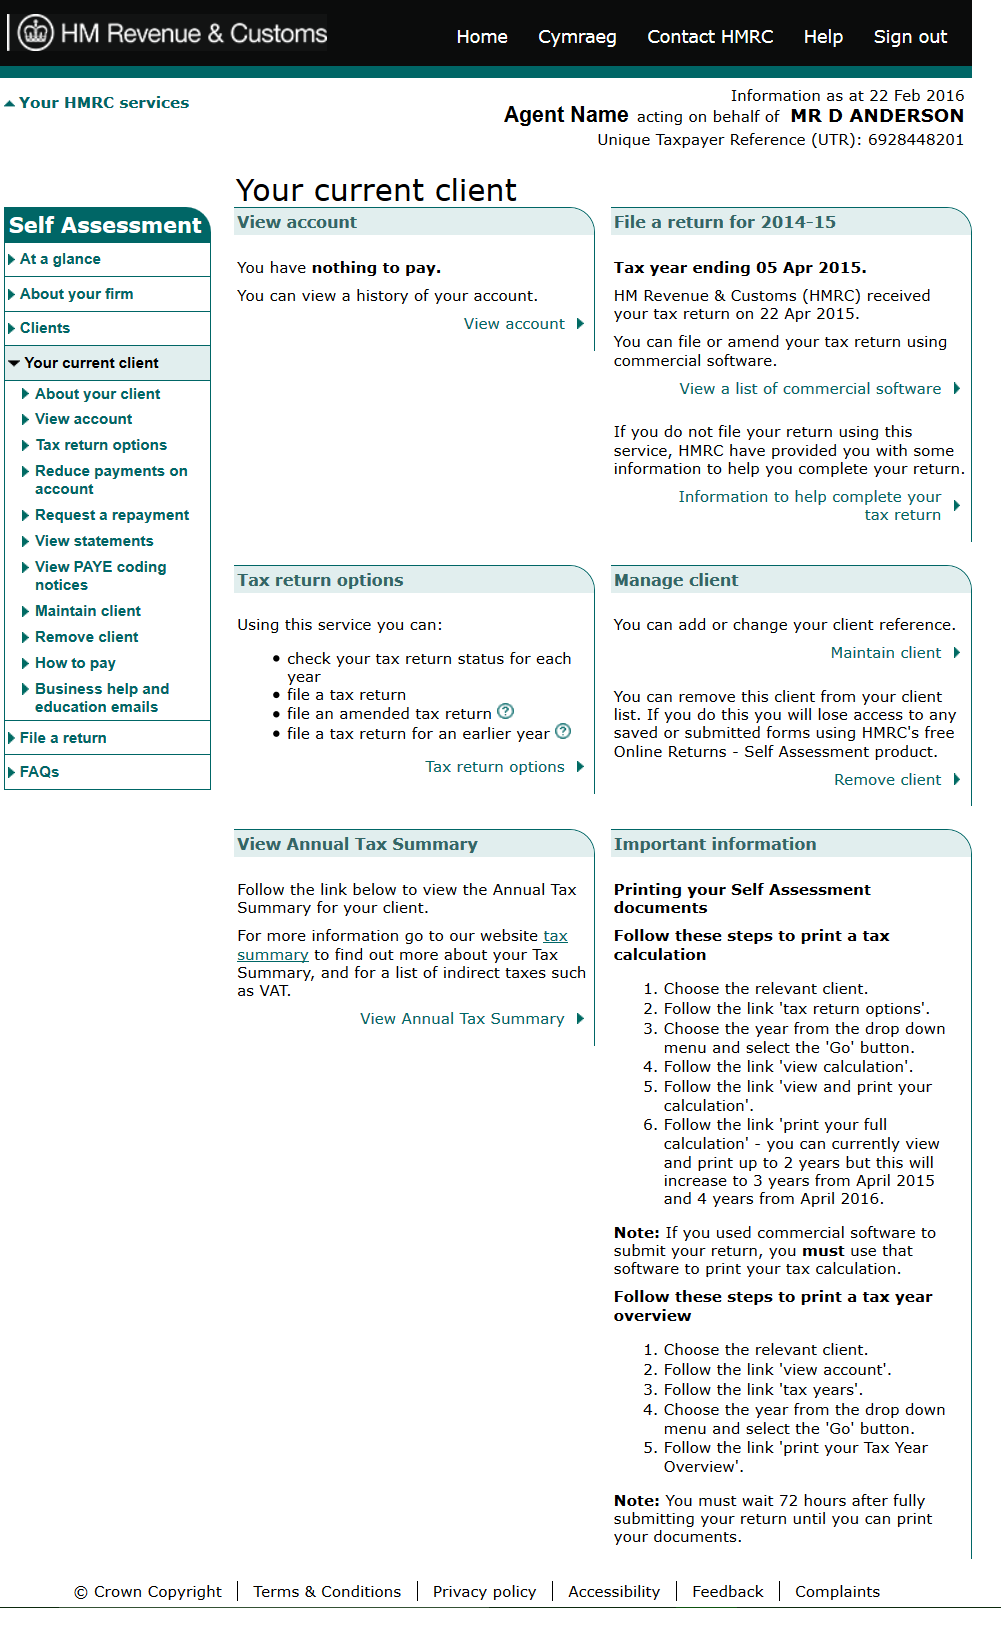 HM Revenue & Customs
Home Cymraeg Contact HMRC Help Sign out
Your HMRC services
Information as at 22 Feb 2016
Agent Name acting on behalf of MR D ANDERSON
Unique Taxpayer Reference (UTR): 6928448201
Your current client
Self Assessment
At a glance
About your firm
Clients
Your current client
About your client
View account
Tax return options
Reduce payments on
account
Request a repayment
View statements
View PAYE coding
notices
Maintain client
Remove client
How to pay
Business help and
education emails
File a return
FAQs
View account
You have nothing to pay.
You can view a history of your account.
View account
File a return for 2014-15
Tax year ending 05 Apr 2015.
HM Revenue & Customs (HMRC) received
your tax return on 22 Apr 2015.
You can file or amend your tax return using
commercial software.
View a list of commercial software
If you do not file your return using this
service, HMRC have provided you with some
information to help you complete your return.
Information to help complete your
tax return
Tax return options
Using this service you can:
• check your tax return status for each
year
• file a tax return
• file an amended tax return ?
• file a tax return for an earlier year ?
Tax return options
Manage client
You can add or change your client reference.
Maintain client
You can remove this client from your client
list. If you do this you will lose access to any
saved or submitted forms using HMRC's free
Online Returns - Self Assessment product.
Remove client
View Annual Tax Summary
Follow the link below to view the Annual Tax
Summary for your client.
For more information go to our website tax
summary to find out more about your Tax
Summary, and for a list of indirect taxes such
as VAT.
View Annual Tax Summary
Important information
Printing your Self Assessment
documents
Follow these steps to print a tax
calculation
1. Choose the relevant client.
2. Follow the link 'tax return options'.
3. Choose the year from the drop down
menu and select the 'Go' button.
4. Follow the link 'view calculation'.
5. Follow the link 'view and print your
calculation'.
6. Follow the link 'print your full
calculation' - you can currently view
and print up to 2 years but this will
increase to 3 years from April 2015
and 4 years from April 2016.
Note: If you used commercial software to
submit your return, you must use that
software to print your tax calculation.
Follow these steps to print a tax year
overview
1. Choose the relevant client.
2. Follow the link 'view account'.
3. Follow the link 'tax years'.
4. Choose the year from the drop down
menu and select the 'Go' button.
5. Follow the link 'print your Tax Year
Overview'.
Note: You must wait 72 hours after fully
submitting your return until you can print
your documents.
© Crown Copyright Terms & Conditions Privacy policy Accessibility Feedback Complaints